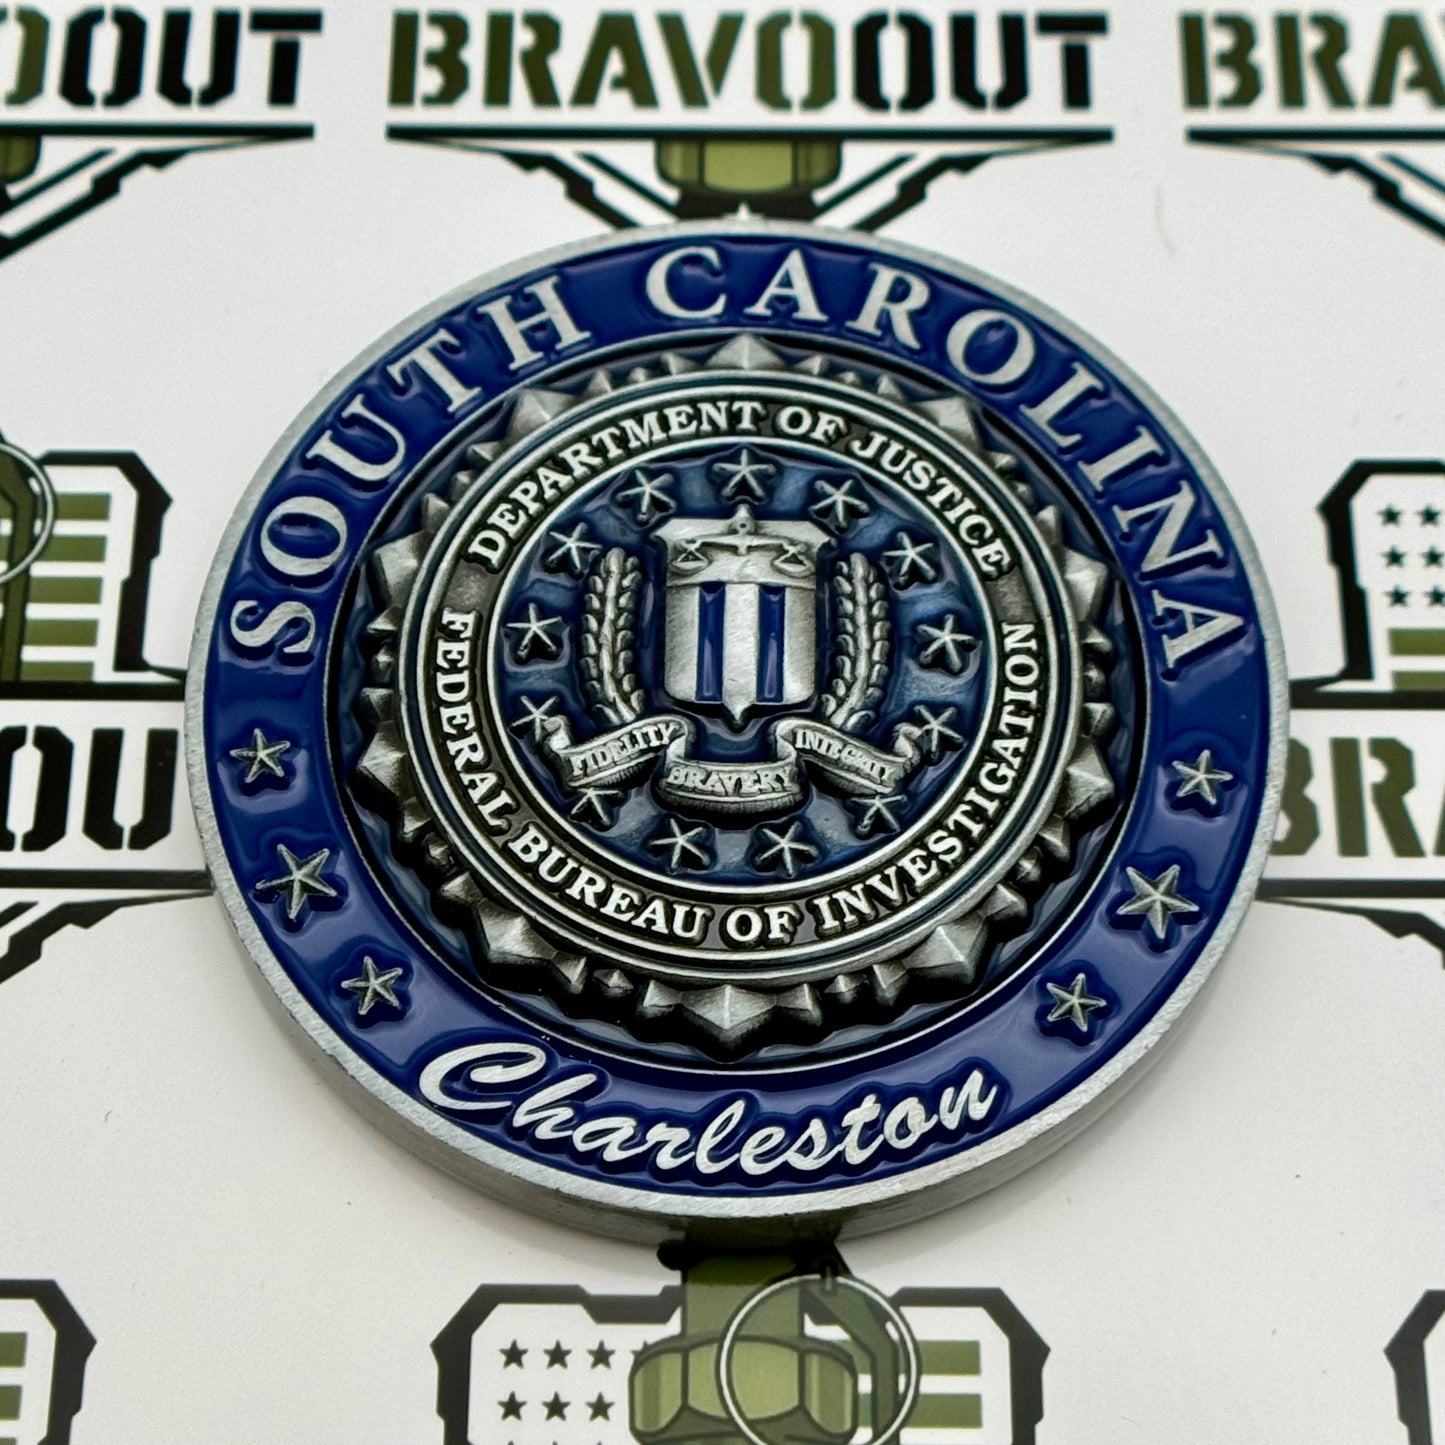 BRAVOOUT
SOUTH CAROLINA
DEPARTMENT OF JUSTICE
FEDERAL BUREAU OF INVESTIGATION
FIDELITY
BRAVERY
INTEGRITY
Charleston